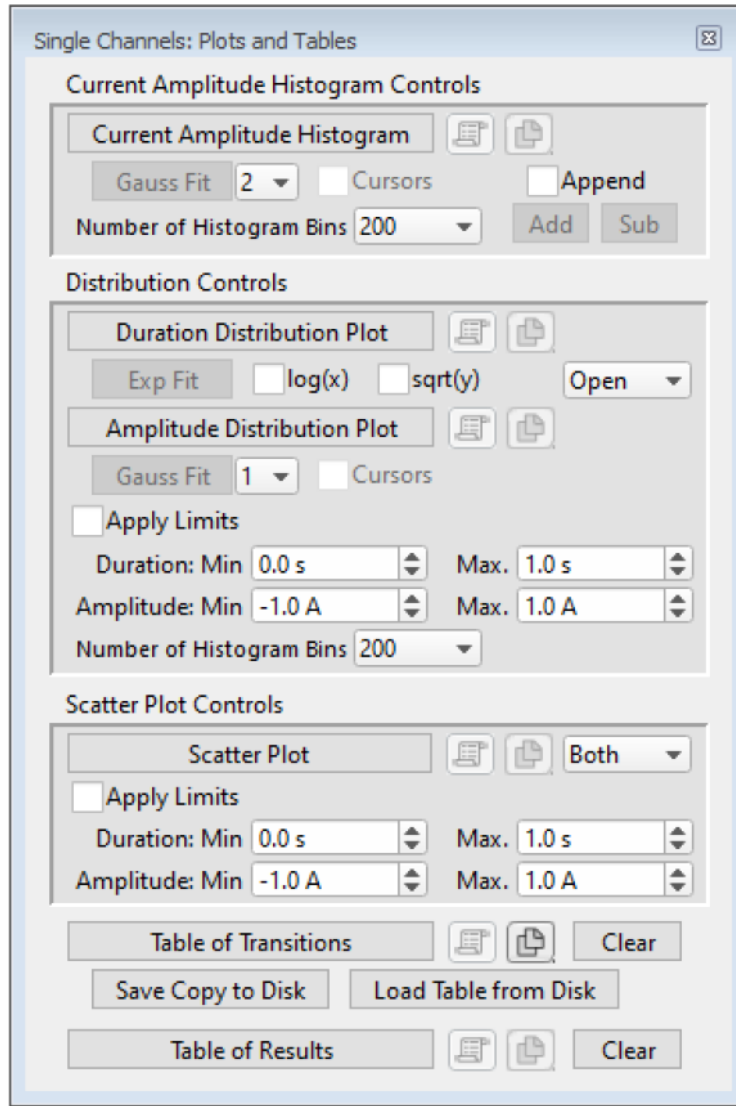 Single Channels: Plots and Tables
Current Amplitude Histogram Controls
Current Amplitude Histogram
Gauss Fit 2 Cursors Append
Number of Histogram Bins 200 Add Sub
Distribution Controls
Duration Distribution Plot
Exp Fit log(x) sqrt(y) Open
Amplitude Distribution Plot
Gauss Fit 1 Cursors
Apply Limits
Duration: Min 0.0 s Max. 1.0 s
Amplitude: Min -1.0 A Max. 1.0 A
Number of Histogram Bins 200
Scatter Plot Controls
Scatter Plot Both
Apply Limits
Duration: Min 0.0 s Max. 1.0 s
Amplitude: Min -1.0 A Max. 1.0 A
Table of Transitions Clear
Save Copy to Disk Load Table from Disk
Table of Results Clear